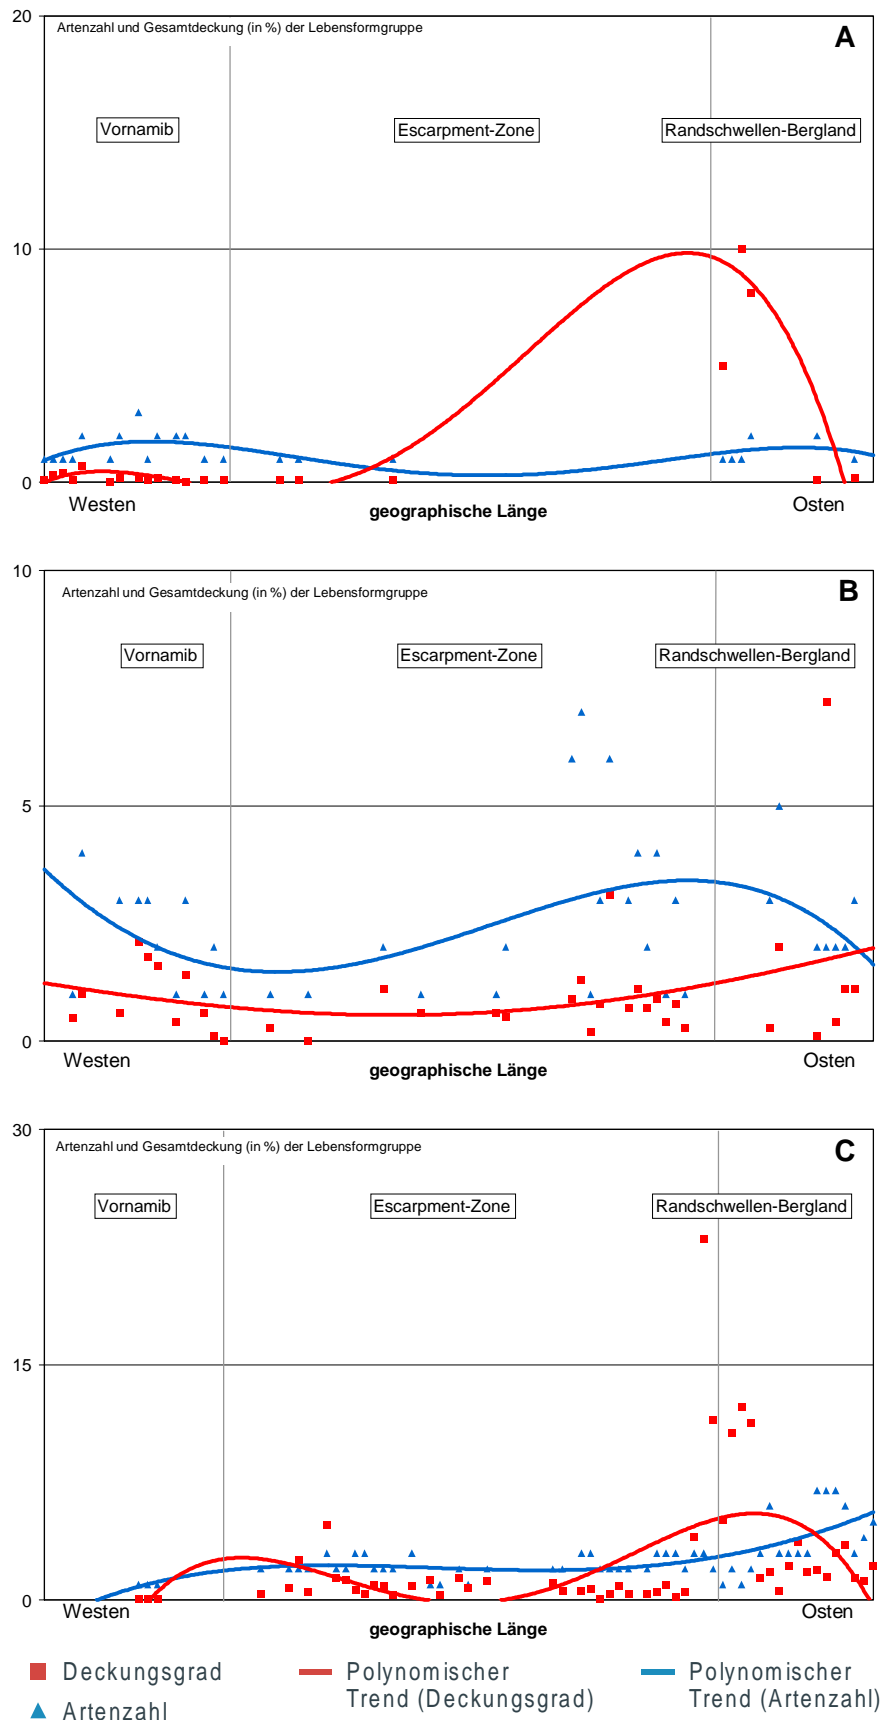 20
Artenzahl und Gesamtdeckung (in %) der Lebensformgruppe
A
Vornamib
Escarpment-Zone
Randschwellen-Bergland
10
0
Westen
geographische Länge
Osten
10
Artenzahl und Gesamtdeckung (in %) der Lebensformgruppe
B
Vornamib
Escarpment-Zone
Randschwellen-Bergland
5
0
Westen
geographische Länge
Osten
30
Artenzahl und Gesamtdeckung (in %) der Lebensformgruppe
C
Vornamib
Escarpment-Zone
Randschwellen-Bergland
15
0
Westen
geographische Länge
Osten
Deckungsgrad
Artenzahl
Polynomischer
Trend (Deckungsgrad)
Polynomischer
Trend (Artenzahl)